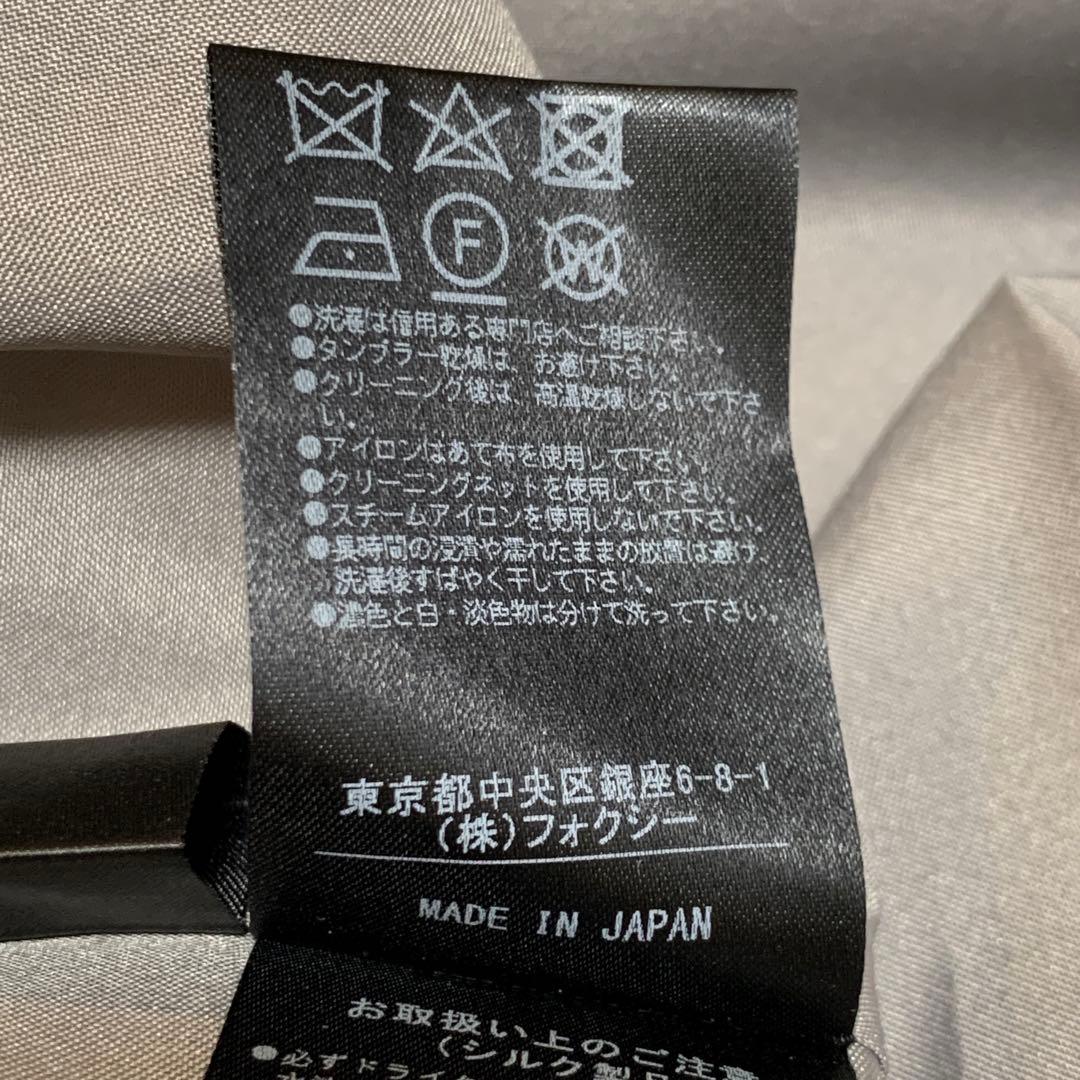 F
W
●洗濯は信用ある専門店へご相談下さい。
●タンブラー乾燥は、お避け下さい。
●クリーニング後は、高温乾燥しないで下さ
い。
●アイロンはあて布を使用して下さい。
●クリーニングネットを使用して下さい。
●スチームアイロンを使用しないで下さい。
●長時間の浸漬や濡れたままの放置は避け、
洗濯後すばやく干して下さい。
●濃色と白・淡色物は分けて洗って下さい。
東京都中央区銀座6-8-1
(株)フォクシー
MADE IN JAPAN
お取扱い上のご注意
(シルク製
●必ずドライ